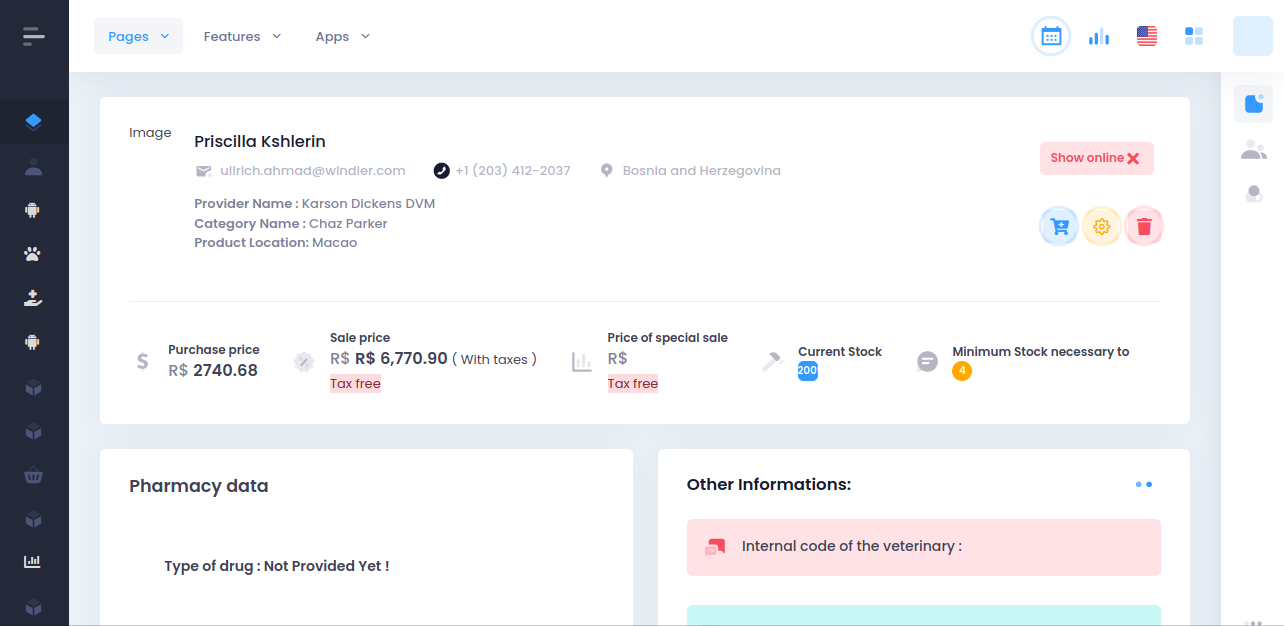 Pages Features Apps
Image
Priscilla Kshlerin
ullrich.ahmad@windler.com +1 (203) 412-2037 Bosnia and Herzegovina
Show online
Provider Name : Karson Dickens DVM
Category Name : Chaz Parker
Product Location: Macao
Purchase price
R$ 2740.68
Sale price
R$ R$ 6,770.90 ( With taxes )
Tax free
Price of special sale
R$
Tax free
Current Stock
200
Minimum Stock necessary to
4
Pharmacy data
Type of drug : Not Provided Yet !
Other Informations:
Internal code of the veterinary :